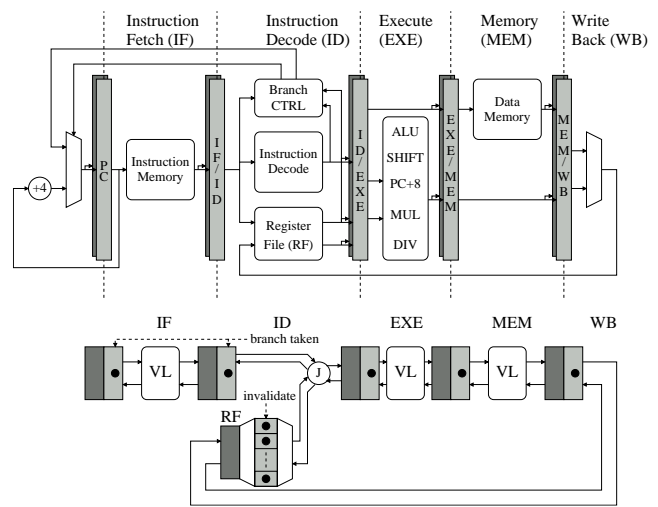 Instruction
Fetch (IF)
Instruction
Decode (ID)
Execute
(EXE)
Memory
(MEM)
Write
Back (WB)
+4
PC
Instruction
Memory
IF/ID
Branch
CTRL
Instruction
Decode
Register
File (RF)
ID/EXE
ALU
SHIFT
PC+8
MUL
DIV
EXE/MEM
Data
Memory
MEM/WB
IF
ID
EXE
MEM
WB
branch taken
VL
J
VL
VL
invalidate
RF